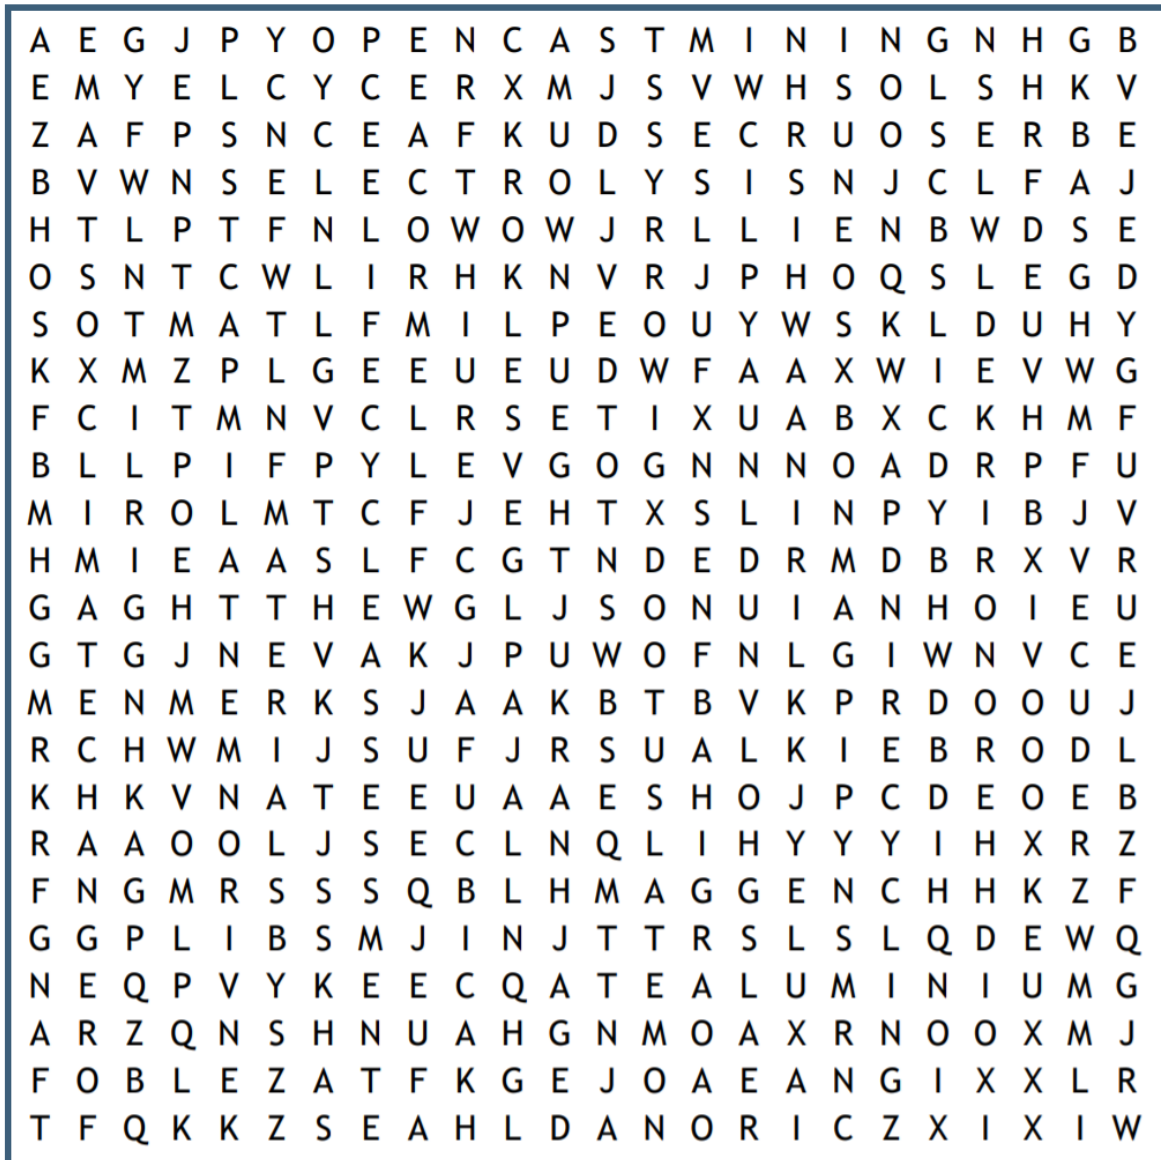 A E G J P Y O P E N C A S T M I N I N G N H G B
E M Y E L C Y C E R X M J S V W H S O L S H K V
Z A F P S N C E A F K U D S E C R U O S E R B E
B V W N S E L E C T R O L Y S I S N J C L F A J
H T L P T F N L O W O W J R L L I E N B W D S E
O S N T C W L I R H K N V R J P H O Q S L E G D
S O T M A T L F M I L P E O U Y W S K L D U H Y
K X M Z P L G E E U E U D W F A A X W I E V W G
F C I T M N V C L R S E T I X U A B X C K H M F
B L L P I F P Y L E V G O G N N N O A D R P F U
M I R O L M T C F J E H T X S L I N P Y I B J V
H M I E A A S L F C G T N D E D R M D B R X V R
G A G H T T H E W G L J S O N U I A N H O I E U
G T G J N E V A K J P U W O F N L G I W N V C E
M E N M E R K S J A A K B T B V K P R D O O U J
R C H W M I J S U F J R S U A L K I E B R O D L
K H K V N A T E E U A A E S H O J P C D E O E B
R A A O O L J S E C L N Q L I H Y Y Y I H X R Z
F N G M R S S S Q B L H M A G G E N C H H K Z F
G G P L I B S M J I N J T T R S L S L Q D E W Q
N E Q P V Y K E E C Q A T E A L U M I N I U M G
A R Z Q N S H N U A H G N M O A X R N O O X M J
F O B L E Z A T F K G E J O A E A N G I X X L R
T F Q K K Z S E A H L D A N O R I C Z X I X I W